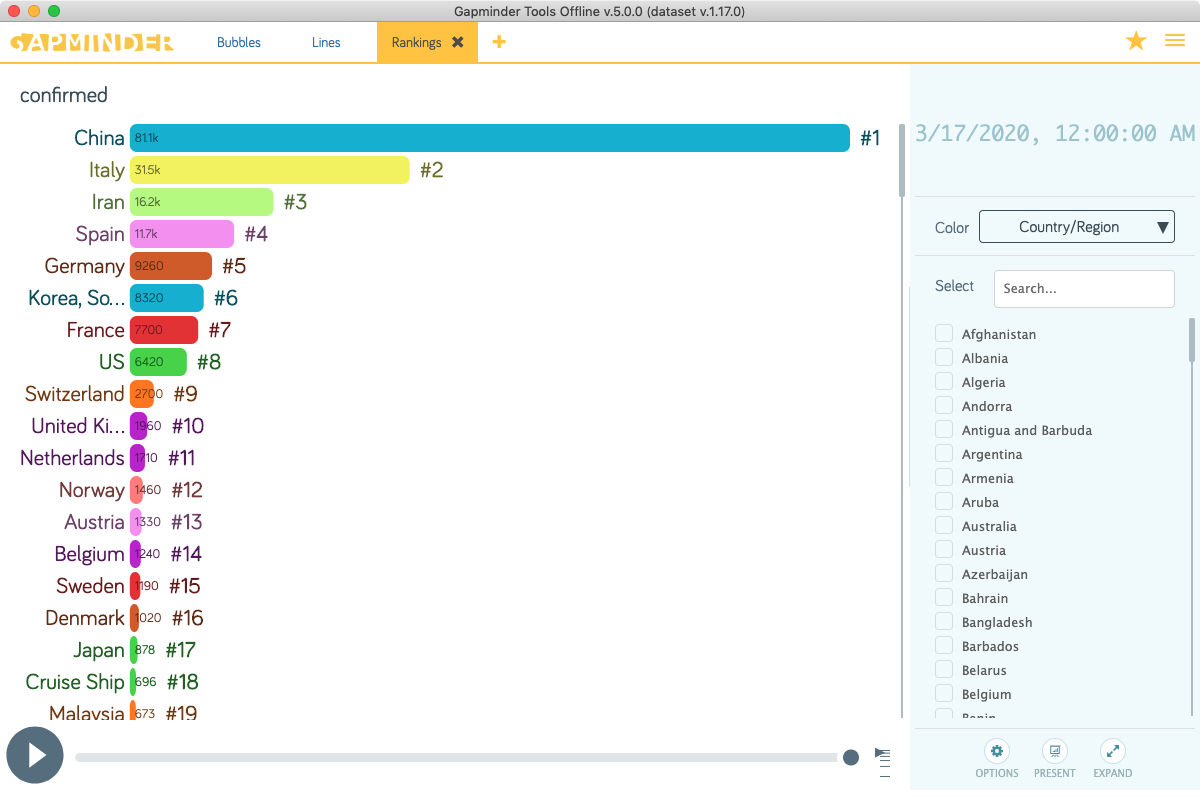 Gapminder Tools Offline v.5.0.0 (dataset v.1.17.0)
GAPMINDER
Bubbles
Lines
Rankings ✖
+
confirmed
China 81.1k #1
Italy 31.5k #2
Iran 16.2k #3
Spain 11.7k #4
Germany 9260 #5
Korea, So... 8320 #6
France 7700 #7
US 6420 #8
Switzerland 2700 #9
United Ki... 1960 #10
Netherlands 1710 #11
Norway 1460 #12
Austria 1330 #13
Belgium 1240 #14
Sweden 1190 #15
Denmark 1020 #16
Japan 878 #17
Cruise Ship 696 #18
Malaysia 673 #19
3/17/2020, 12:00:00 AM
Color
Country/Region ▼
Select
Search...
Afghanistan
Albania
Algeria
Andorra
Antigua and Barbuda
Argentina
Armenia
Aruba
Australia
Austria
Azerbaijan
Bahrain
Bangladesh
Barbados
Belarus
Belgium
Benin
OPTIONS
PRESENT
EXPAND